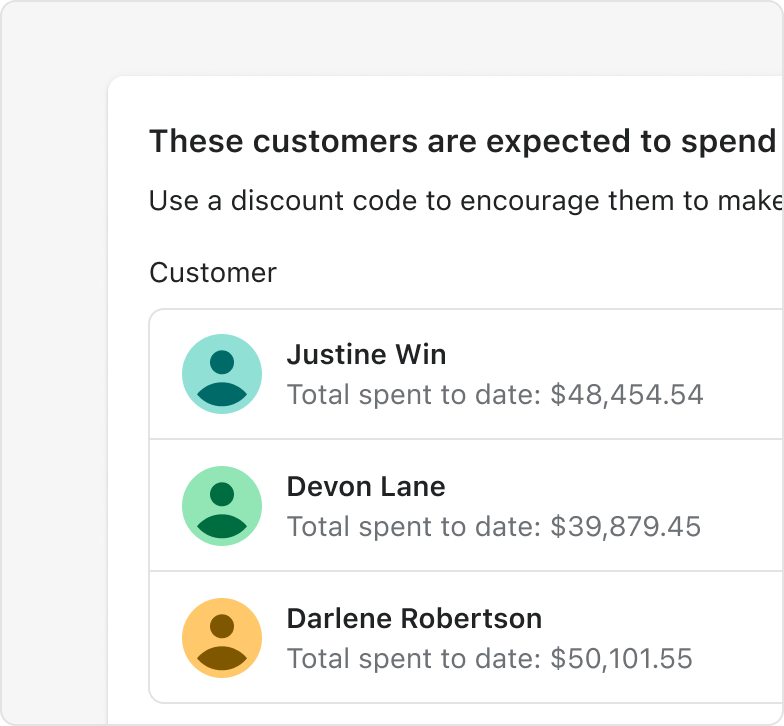 These customers are expected to spend
Use a discount code to encourage them to make
Customer
Justine Win
Total spent to date: $48,454.54
Devon Lane
Total spent to date: $39,879.45
Darlene Robertson
Total spent to date: $50,101.55